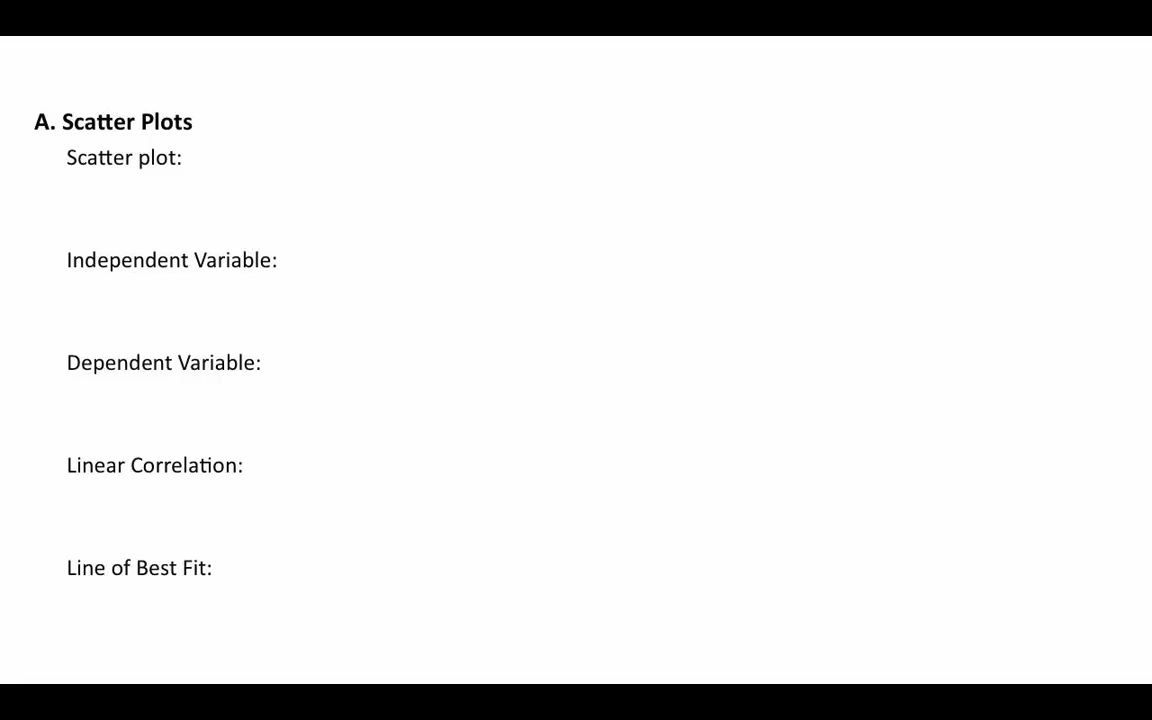 A. Scatter Plots
Scatter plot:
Independent Variable:
Dependent Variable:
Linear Correlation:
Line of Best Fit: